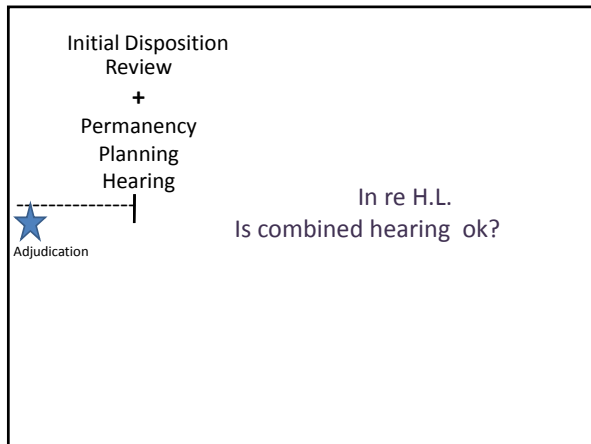 Initial Disposition
Review
+
Permanency
Planning
Hearing
Adjudication
In re H.L.
Is combined hearing ok?